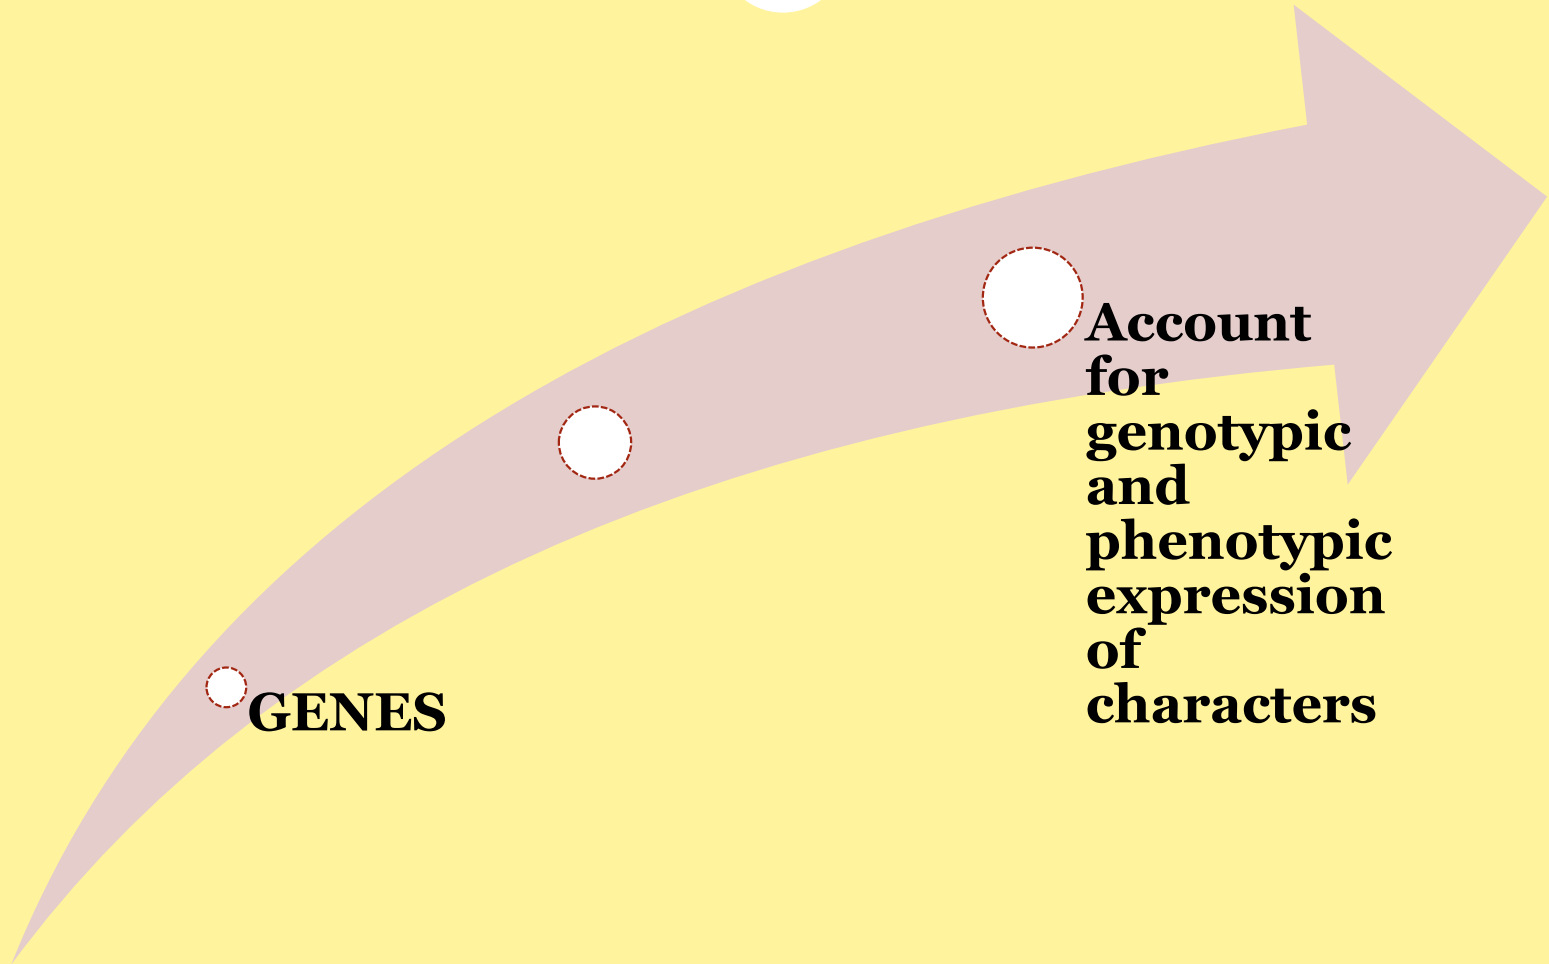 GENES
Account
for
genotypic
and
phenotypic
expression
of
characters